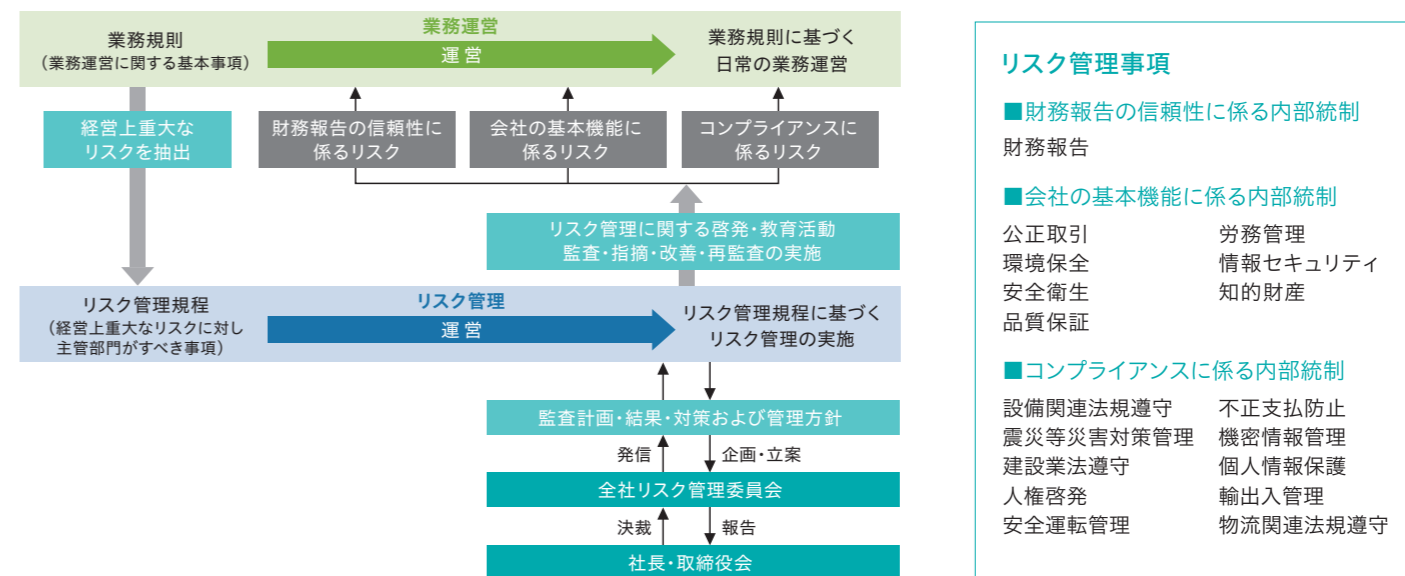 業務規則
（業務運営に関する基本事項）
業務運営
運 営
業務規則に基づく
日常の業務運営
経営上重大な
リスクを抽出
財務報告の信頼性に
係るリスク
会社の基本機能に
係るリスク
コンプライアンスに
係るリスク
リスク管理に関する啓発・教育活動
監査・指摘・改善・再監査の実施
リスク管理規程
（経営上重大なリスクに対し
主管部門がすべき事項）
リスク管理
運 営
リスク管理規程に基づく
リスク管理の実施
監査計画・結果・対策および管理方針
発信
企画・立案
全社リスク管理委員会
決裁
報告
社長・取締役会
リスク管理事項
■財務報告の信頼性に係る内部統制
財務報告
■会社の基本機能に係る内部統制
公正取引
環境保全
安全衛生
品質保証
労務管理
情報セキュリティ
知的財産
■コンプライアンスに係る内部統制
設備関連法規遵守
震災等災害対策管理
建設業法遵守
人権啓発
安全運転管理
不正支払防止
機密情報管理
個人情報保護
輸出入管理
物流関連法規遵守